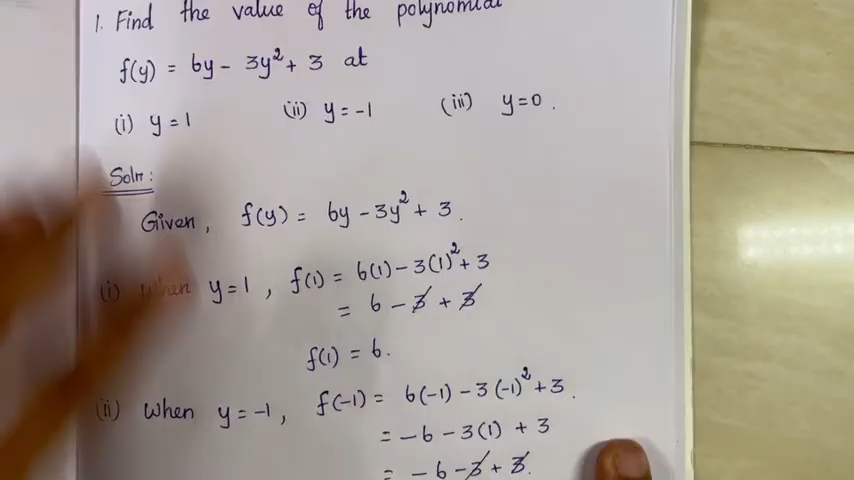 1. Find the value of the polynomial
f(y) = 6y - 3y² + 3 at
(i) y = 1 (ii) y = -1 (iii) y = 0 .
Soln :
Given , f(y) = 6y - 3y² + 3 .
(i) When y = 1 , f(1) = 6(1) - 3(1)² + 3
= 6 - 3 + 3
f(1) = 6 .
(ii) When y = -1 , f(-1) = 6(-1) - 3(-1)² + 3 .
= -6 - 3(1) + 3
= -6 - 3 + 3 .